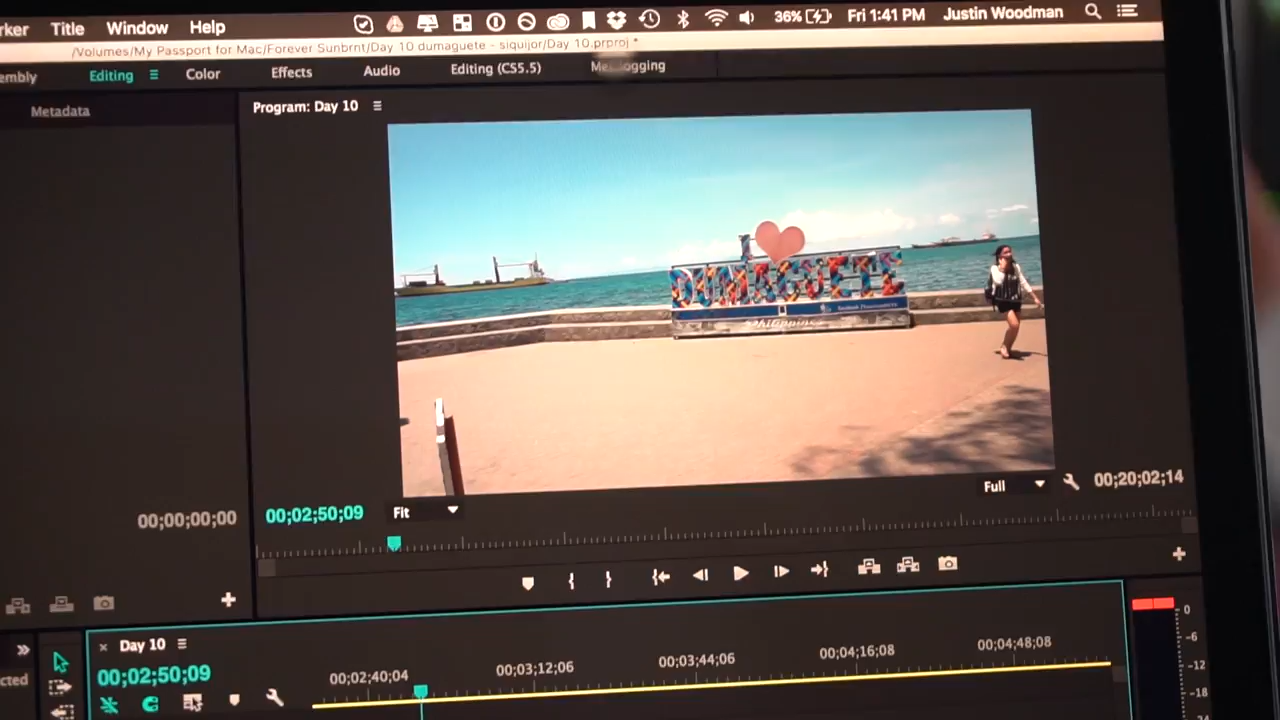 rker Title Window Help 36% Fri 1:41 PM Justin Woodman
/Volumes/My Passport for Mac/Forever Sunbrnt/Day 10 dumaguete - siquijor/Day 10.prproj *
embly Editing Color Effects Audio Editing (CS5.5)
Metadata
Program: Day 10
I
DUMAGUETE
Philippines
00;00;00;00
00;02;50;09
Fit
Full
00;20;02;14
Day 10
00;02;50;09
00;02;40;04 00;03;12;06 00;03;44;06 00;04;16;08 00;04;48;08
cted
0
-6
-12
-18